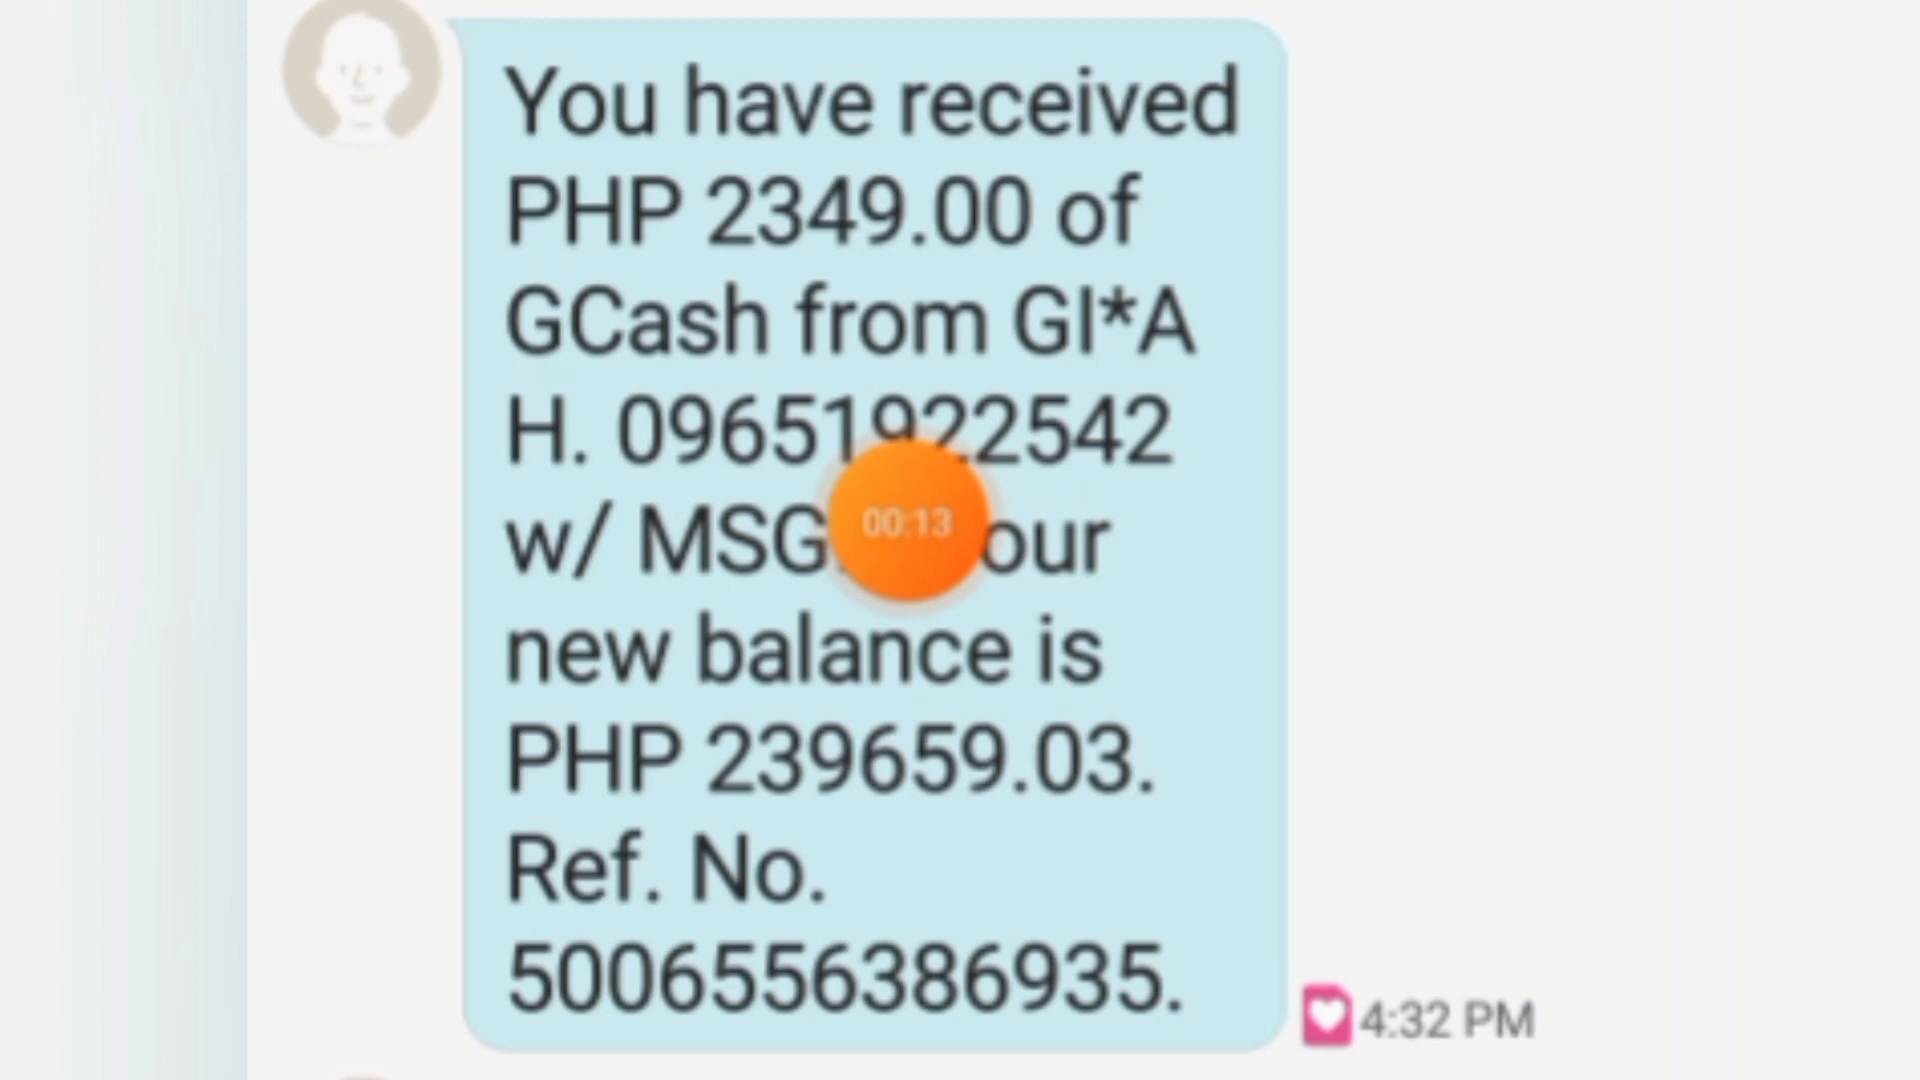 You have received
PHP 2349.00 of
GCash from GI*A
H. 09651922542
w/ MSG
new balance is
PHP 239659.03.
Ref. No.
5006556386935.
00:13
4:32 PM